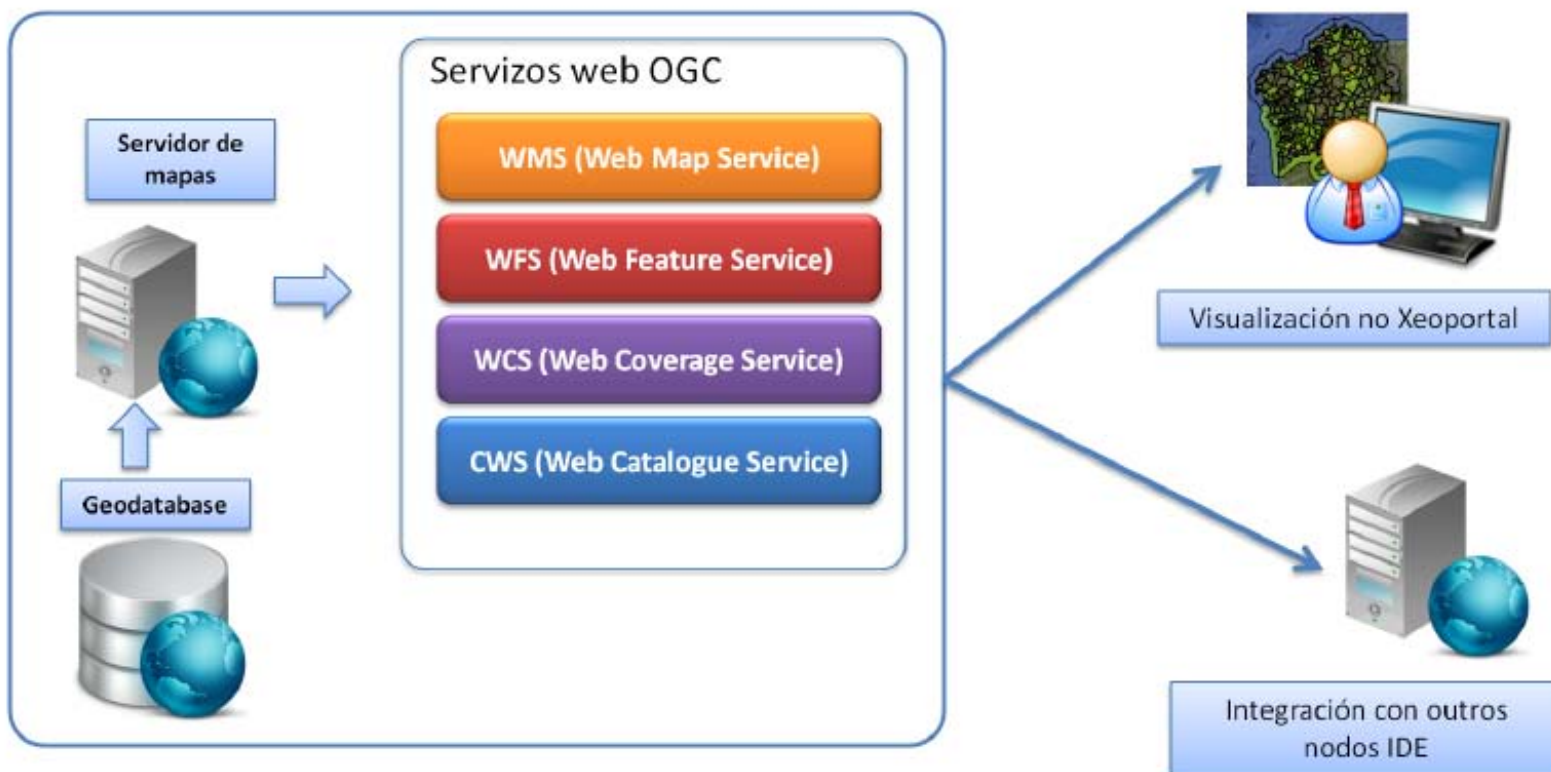 Servizos web OGC
Servidor de
mapas
WMS (Web Map Service)
WFS (Web Feature Service)
WCS (Web Coverage Service)
CWS (Web Catalogue Service)
Geodatabase
Visualización no Xeoportal
Integración con outros
nodos IDE